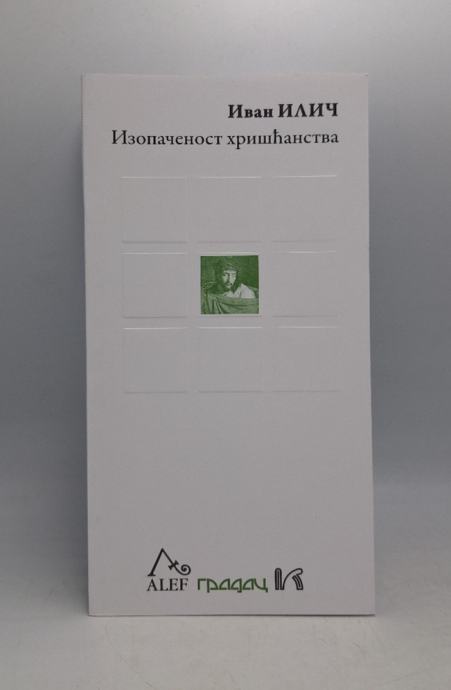 Иван ИЛИЧ
Изопаченост хришћанства
ALEF градац K